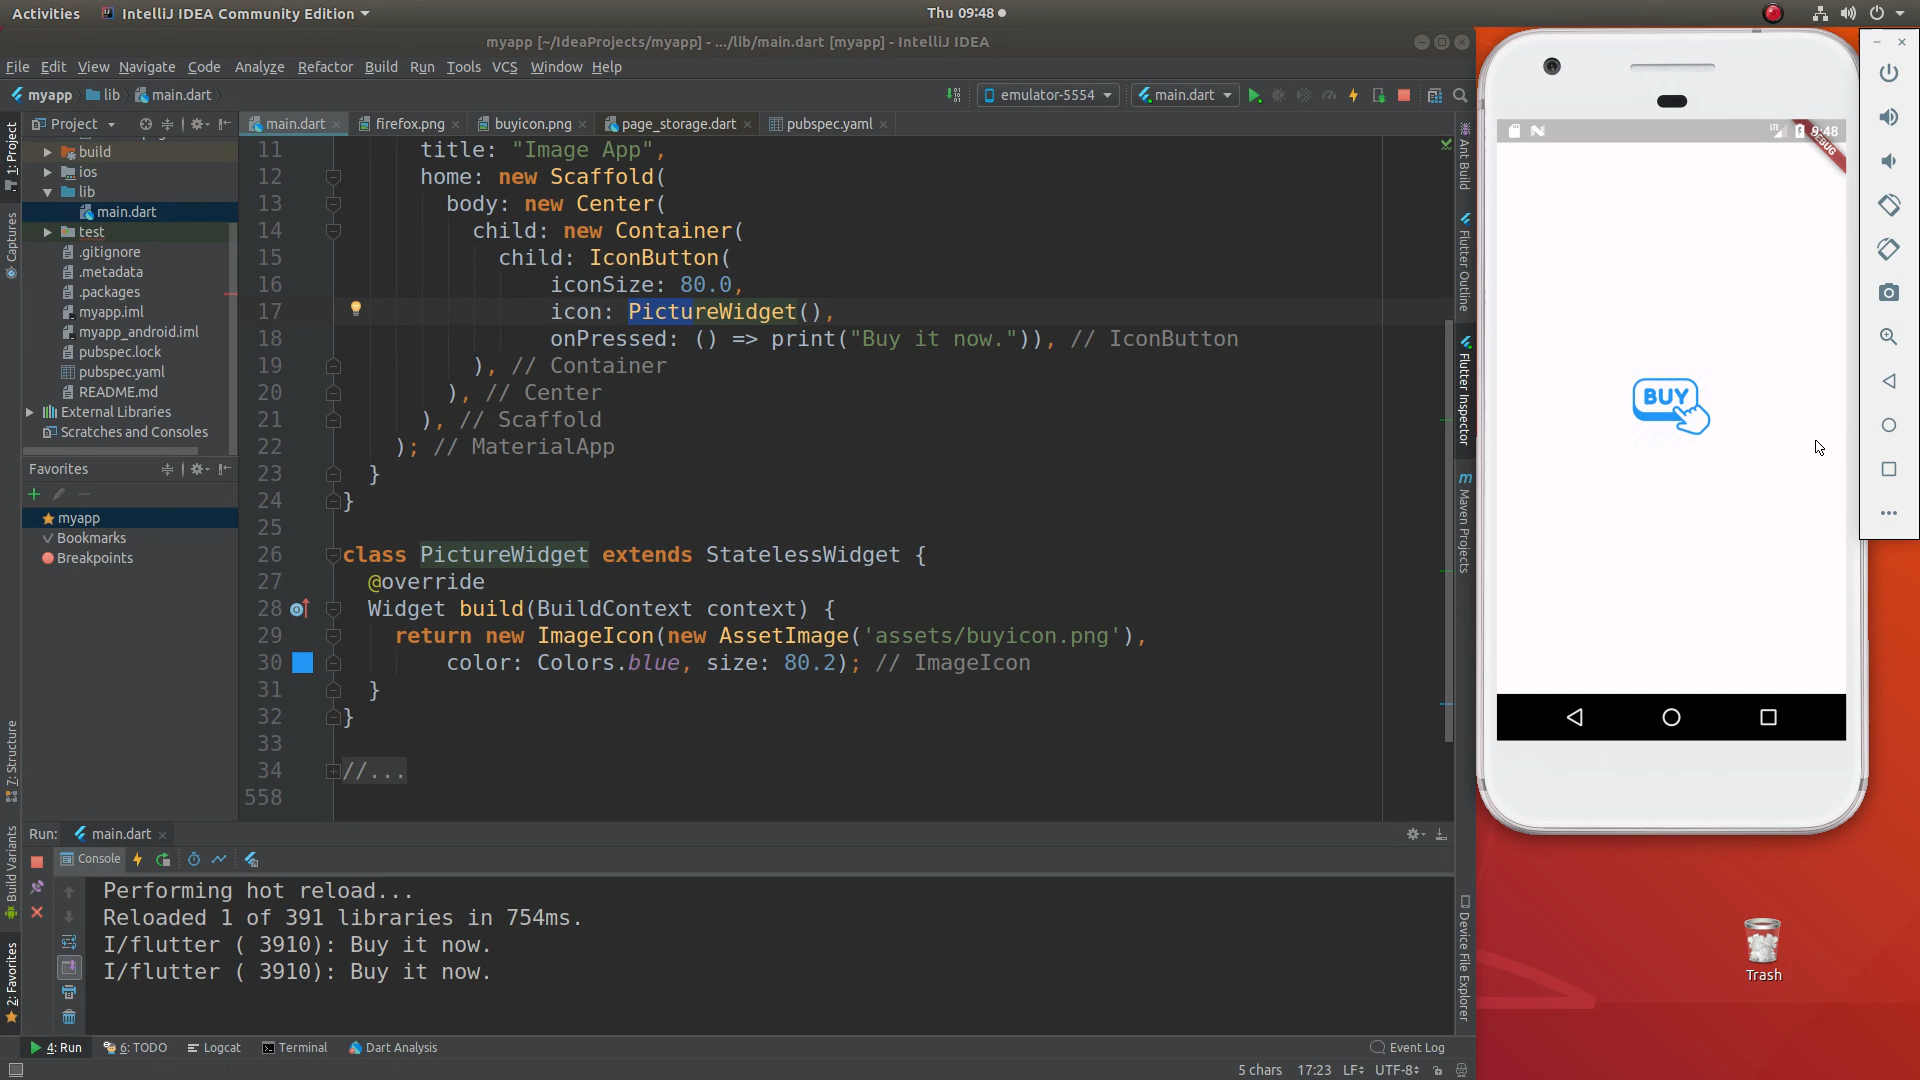 Activities
IntelliJ IDEA Community Edition
Thu 09:48
myapp [~/IdeaProjects/myapp] - .../lib/main.dart [myapp] - IntelliJ IDEA
File Edit View Navigate Code Analyze Refactor Build Run Tools VCS Window Help
myapp lib main.dart
emulator-5554 main.dart
Project
main.dart firefox.png buyicon.png page_storage.dart pubspec.yaml
build
ios
lib
main.dart
test
.gitignore
.metadata
.packages
myapp.iml
myapp_android.iml
pubspec.lock
pubspec.yaml
README.md
External Libraries
Scratches and Consoles
Favorites
myapp
Bookmarks
Breakpoints
1: Project
Captures
7: Structure
Build Variants
2: Favorites
11 title: "Image App",
12 home: new Scaffold(
13 body: new Center(
14 child: new Container(
15 child: IconButton(
16 iconSize: 80.0,
17 icon: PictureWidget(),
18 onPressed: () => print("Buy it now.")), // IconButton
19 ), // Container
20 ), // Center
21 ), // Scaffold
22 ); // MaterialApp
23 }
24 }
25
26 class PictureWidget extends StatelessWidget {
27 @override
28 Widget build(BuildContext context) {
29 return new ImageIcon(new AssetImage('assets/buyicon.png'),
30 color: Colors.blue, size: 80.2); // ImageIcon
31 }
32 }
33
34 //...
558
Ant Build
Flutter Outline
Flutter Inspector
Maven Projects
Device File Explorer
Run: main.dart
Console
Performing hot reload...
Reloaded 1 of 391 libraries in 754ms.
I/flutter ( 3910): Buy it now.
I/flutter ( 3910): Buy it now.
4: Run 6: TODO Logcat Terminal Dart Analysis Event Log
5 chars 17:23 LF UTF-8
LTE 9:48
DEBUG
BUY
Trash